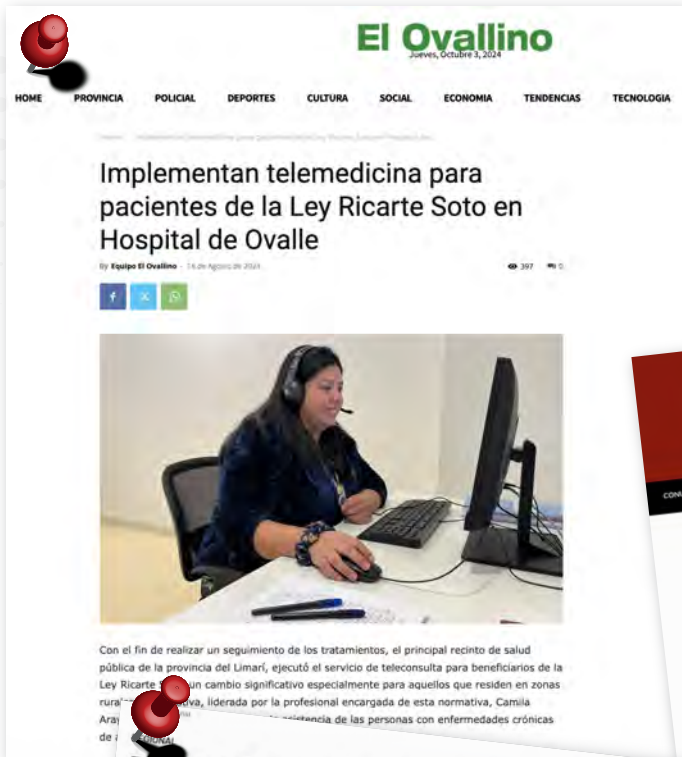 El Ovallino
Jueves, Octubre 3, 2024
HOME PROVINCIA POLICIAL DEPORTES CULTURA SOCIAL ECONOMIA TENDENCIAS TECNOLOGIA
Implementan telemedicina para
pacientes de la Ley Ricarte Soto en
Hospital de Ovalle
By Equipo El Ovallino - de Agosto de
397 0
Con el fin de realizar un seguimiento de los tratamientos, el principal recinto de salud
pública de la provincia del Limarí, ejecutó el servicio de teleconsulta para beneficiarios de la
Ley Ricarte un cambio significativo especialmente para aquellos que residen en zonas
liderada por la profesional encargada de esta normativa, Camila
de las personas con enfermedades crónicas
de